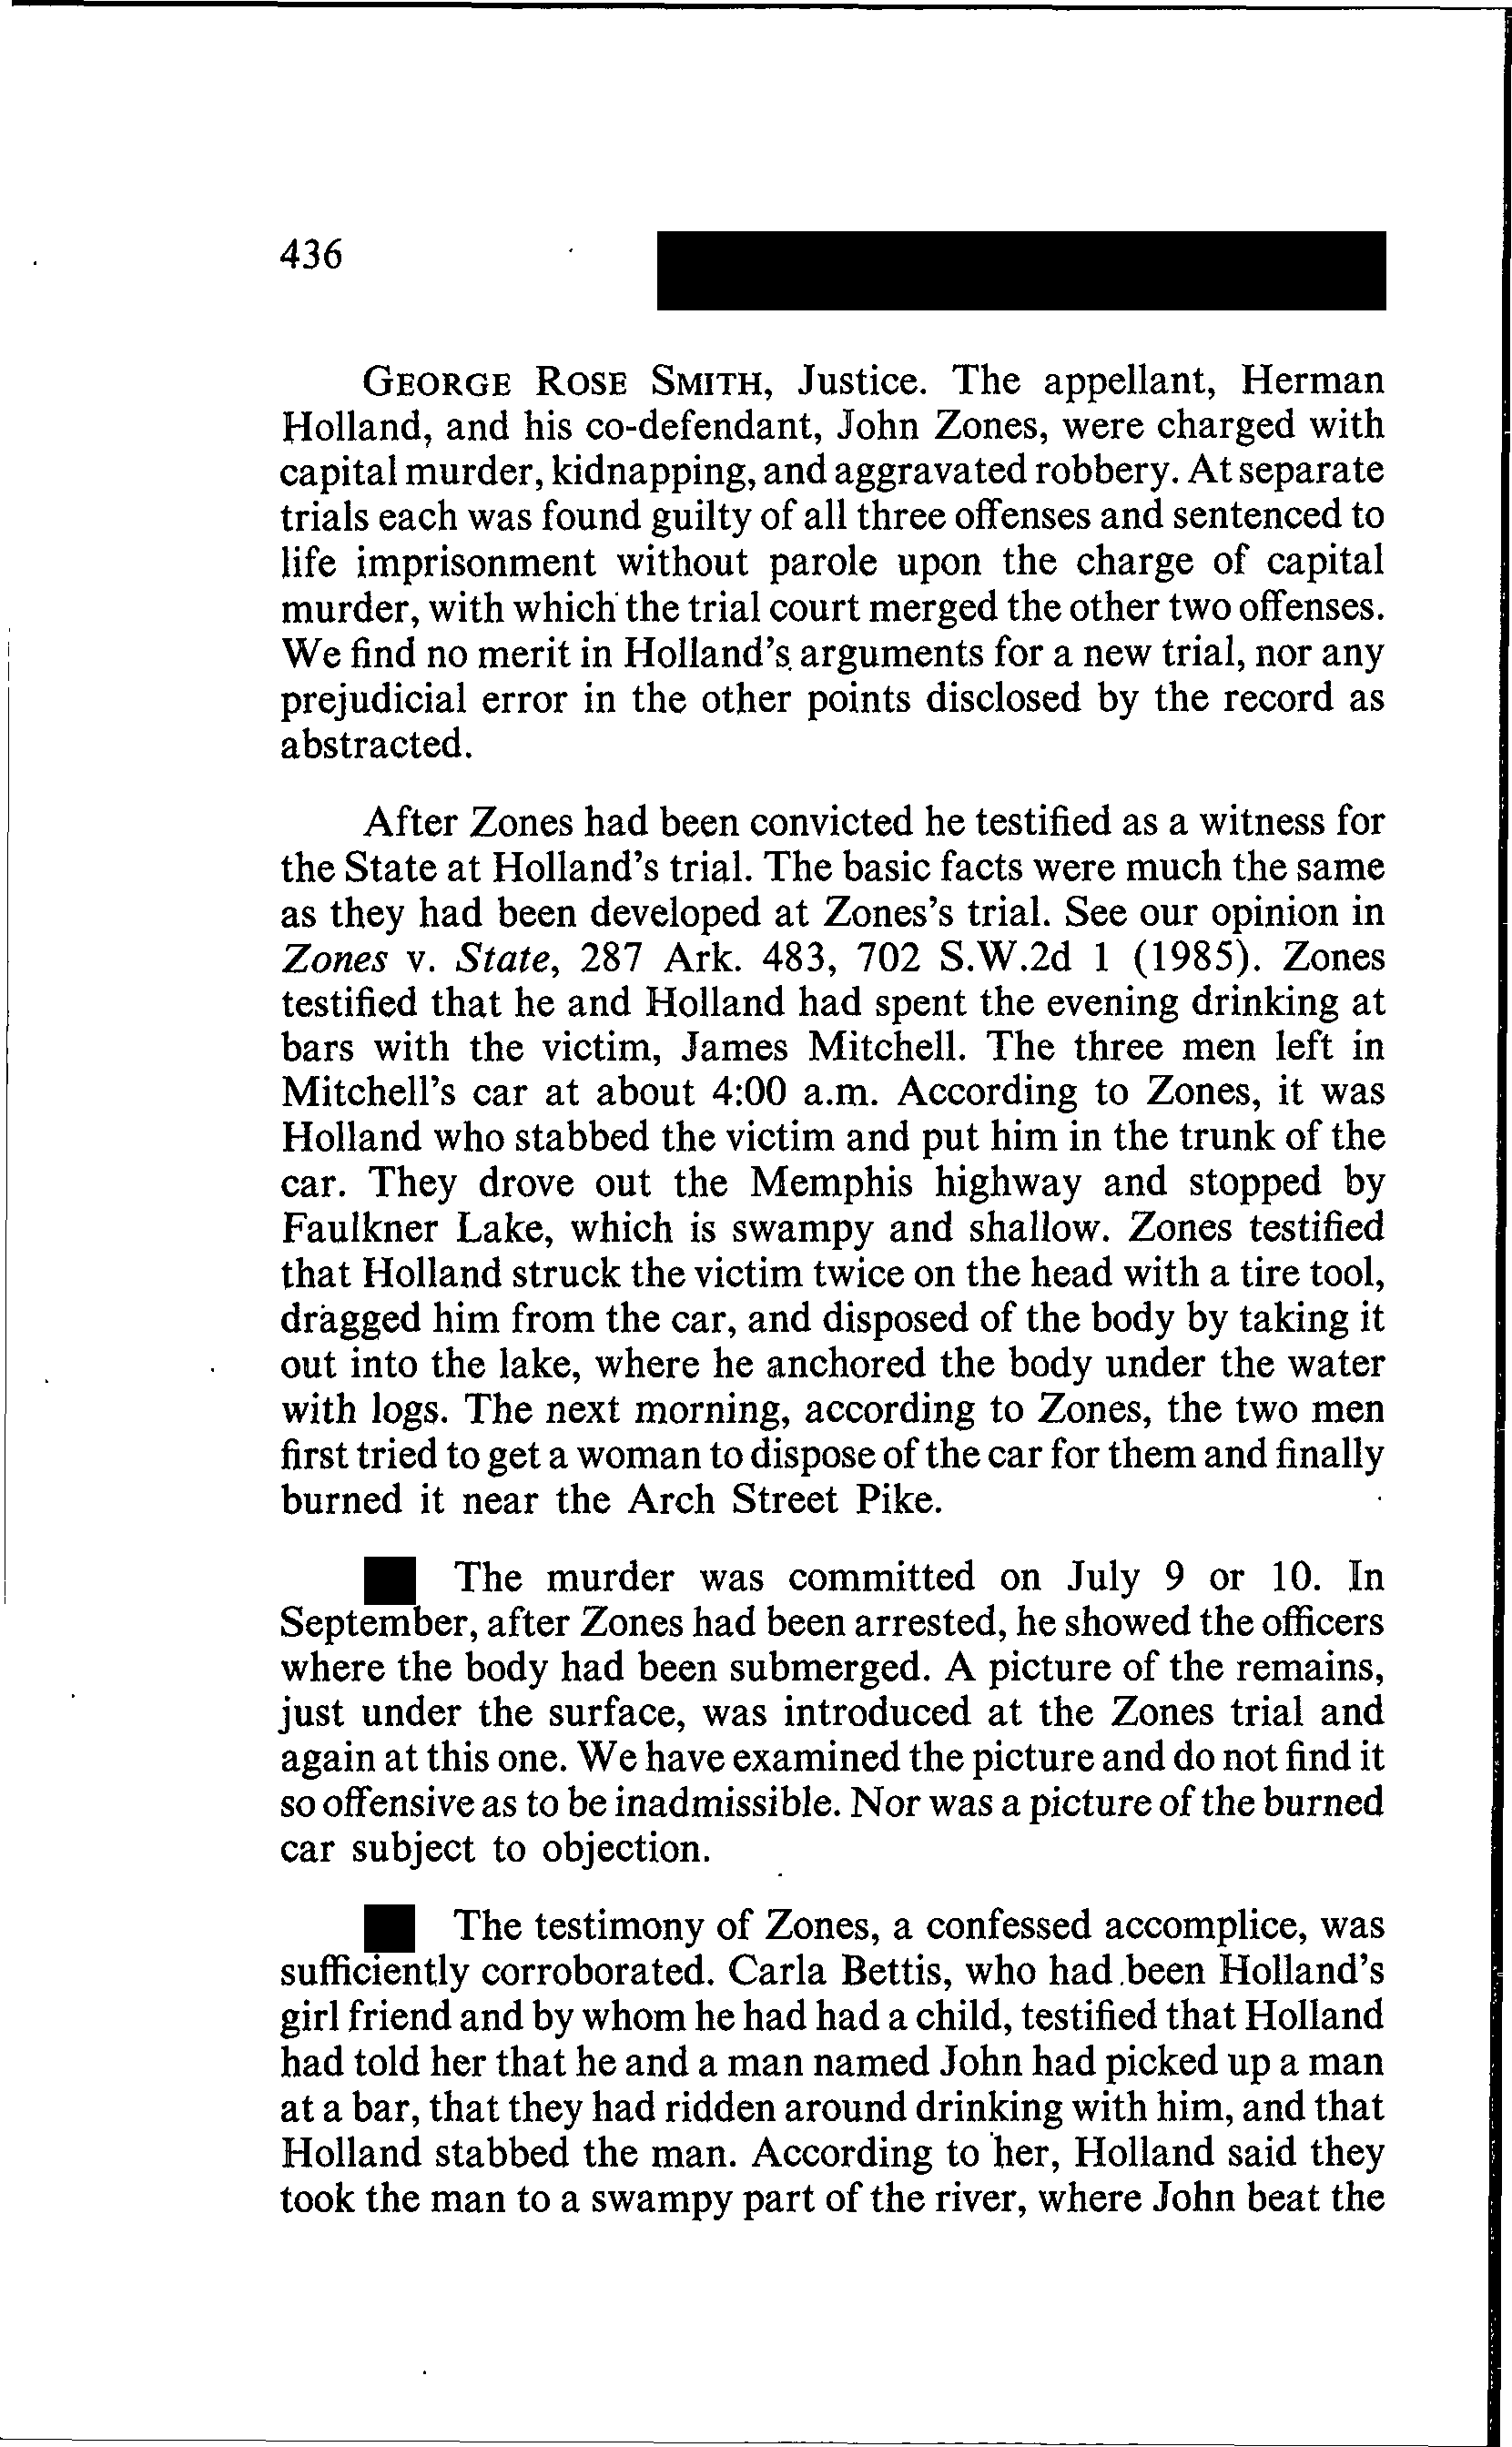 436
GEORGE ROSE SMITH, Justice. The appellant, Herman
Holland, and his co-defendant, John Zones, were charged with
capital murder, kidnapping, and aggravated robbery. At separate
trials each was found guilty of all three offenses and sentenced to
life imprisonment without parole upon the charge of capital
murder, with which the trial court merged the other two offenses.
We find no merit in Holland's arguments for a new trial, nor any
prejudicial error in the other points disclosed by the record as
abstracted.
After Zones had been convicted he testified as a witness for
the State at Holland's trial. The basic facts were much the same
as they had been developed at Zones's trial. See our opinion in
Zones v. State, 287 Ark. 483, 702 S.W.2d 1 (1985). Zones
testified that he and Holland had spent the evening drinking at
bars with the victim, James Mitchell. The three men left in
Mitchell's car at about 4:00 a.m. According to Zones, it was
Holland who stabbed the victim and put him in the trunk of the
car. They drove out the Memphis highway and stopped by
Faulkner Lake, which is swampy and shallow. Zones testified
that Holland struck the victim twice on the head with a tire tool,
dragged him from the car, and disposed of the body by taking it
out into the lake, where he anchored the body under the water
with logs. The next morning, according to Zones, the two men
first tried to get a woman to dispose of the car for them and finally
burned it near the Arch Street Pike.
The murder was committed on July 9 or 10. In
September, after Zones had been arrested, he showed the officers
where the body had been submerged. A picture of the remains,
just under the surface, was introduced at the Zones trial and
again at this one. We have examined the picture and do not find it
so offensive as to be inadmissible. Nor was a picture of the burned
car subject to objection.
The testimony of Zones, a confessed accomplice, was
sufficiently corroborated. Carla Bettis, who had been Holland's
girl friend and by whom he had had a child, testified that Holland
had told her that he and a man named John had picked up a man
at a bar, that they had ridden around drinking with him, and that
Holland stabbed the man. According to her, Holland said they
took the man to a swampy part of the river, where John beat the